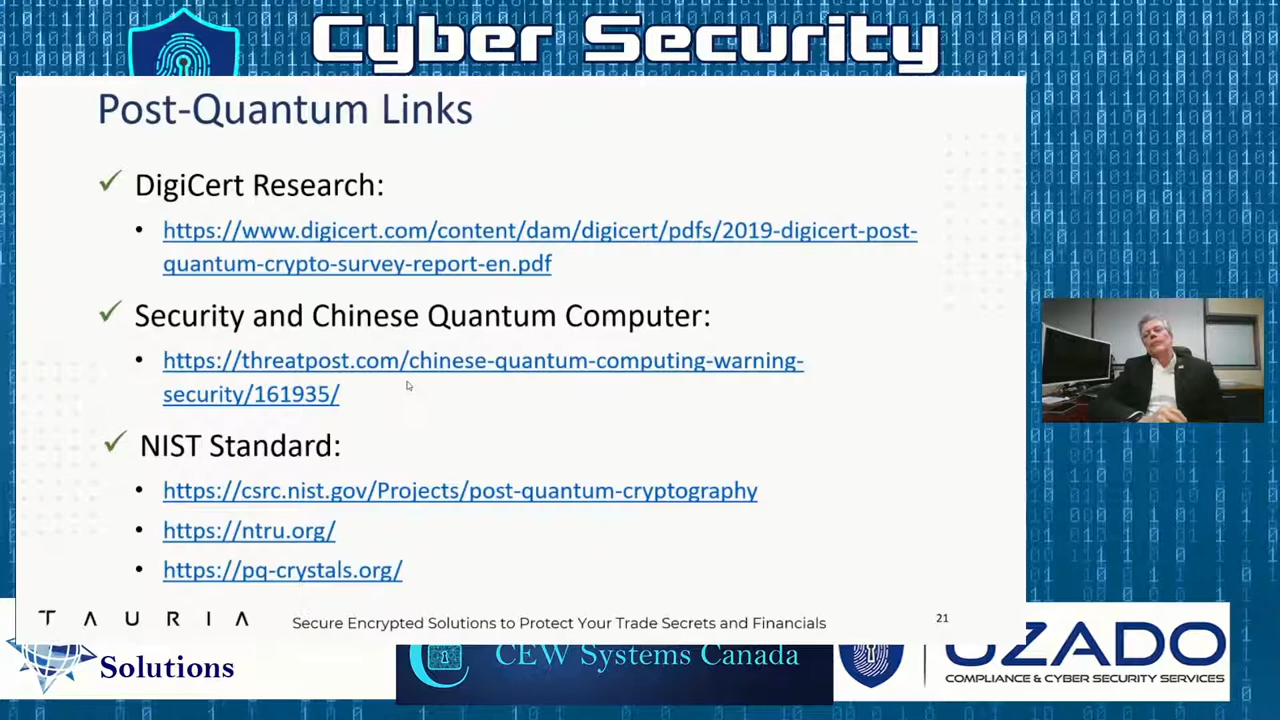 Cyber Security
Post-Quantum Links
DigiCert Research:
https://www.digicert.com/content/dam/digicert/pdfs/2019-digicert-post-
quantum-crypto-survey-report-en.pdf
Security and Chinese Quantum Computer:
https://threatpost.com/chinese-quantum-computing-warning-
security/161935/
NIST Standard:
https://csrc.nist.gov/Projects/post-quantum-cryptography
https://ntru.org/
https://pq-crystals.org/
TAURIA
Secure Encrypted Solutions to Protect Your Trade Secrets and Financials
21
Solutions
CEW Systems Canada
UZADO
COMPLIANCE & CYBER SECURITY SERVICES